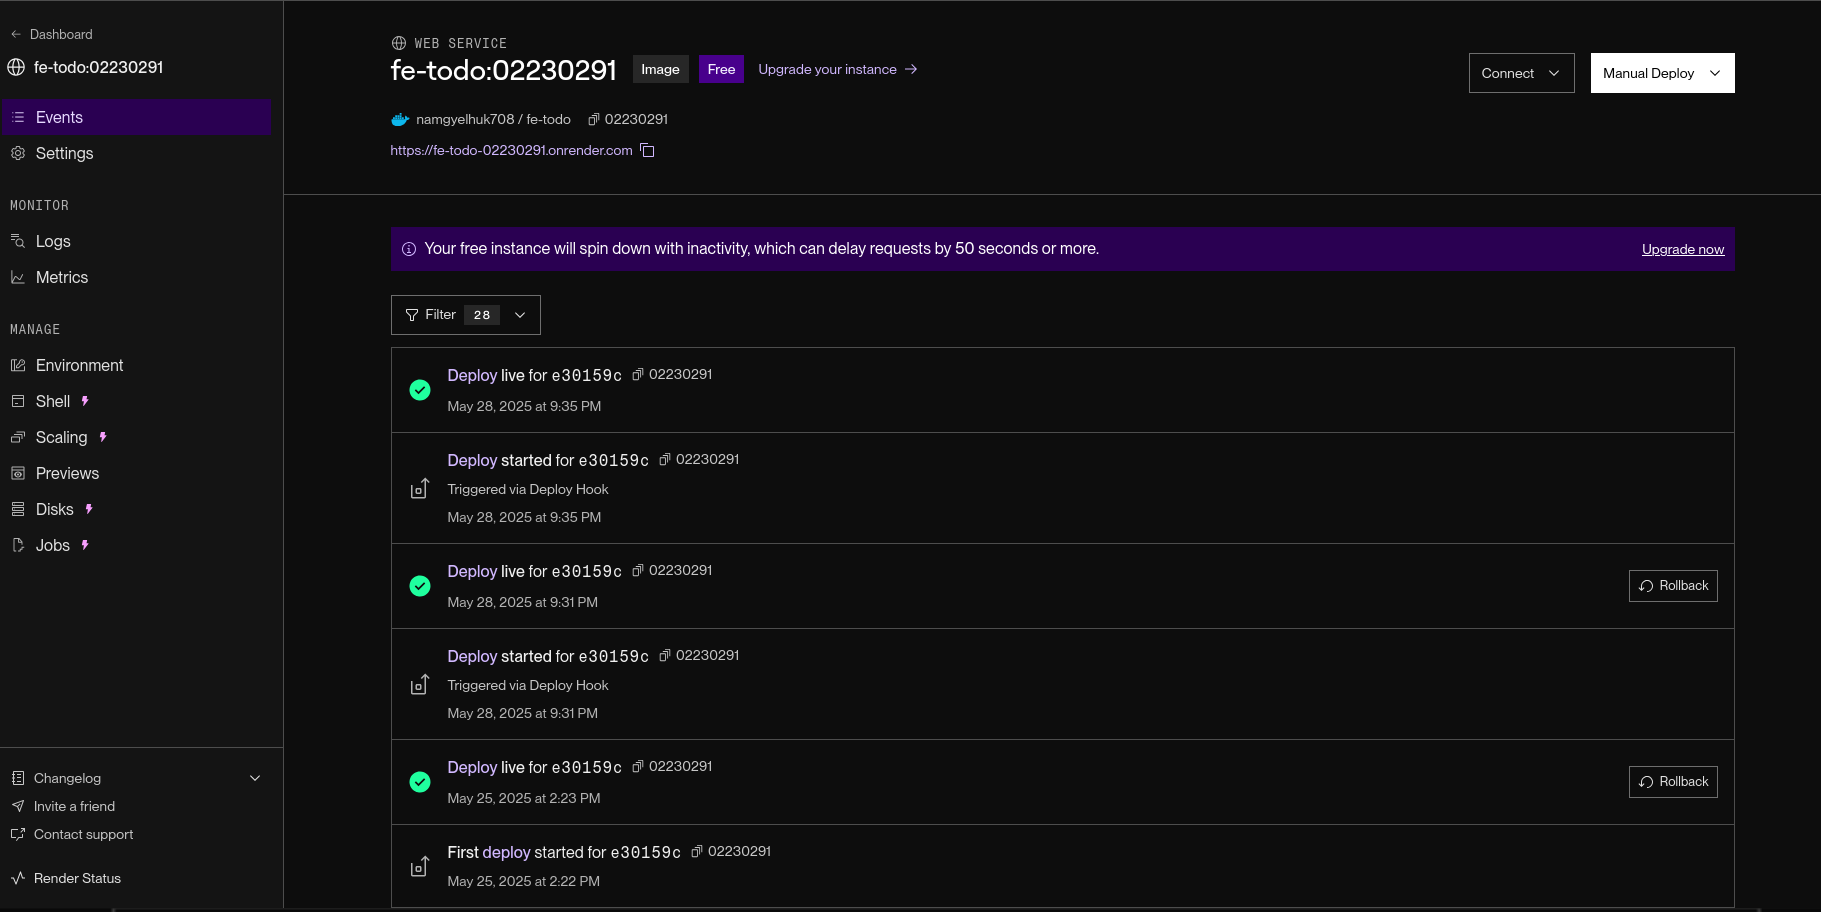 Dashboard
fe-todo:02230291
Events
Settings
MONITOR
Logs
Metrics
MANAGE
Environment
Shell
Scaling
Previews
Disks
Jobs
Changelog
Invite a friend
Contact support
Render Status
WEB SERVICE
fe-todo:02230291 Image Free Upgrade your instance
Connect Manual Deploy
namgyelhuk708 / fe-todo 02230291
https://fe-todo-02230291.onrender.com
Your free instance will spin down with inactivity, which can delay requests by 50 seconds or more. Upgrade now
Filter 28
Deploy live for e30159c 02230291
May 28, 2025 at 9:35 PM
Deploy started for e30159c 02230291
Triggered via Deploy Hook
May 28, 2025 at 9:35 PM
Deploy live for e30159c 02230291
May 28, 2025 at 9:31 PM
Rollback
Deploy started for e30159c 02230291
Triggered via Deploy Hook
May 28, 2025 at 9:31 PM
Deploy live for e30159c 02230291
May 25, 2025 at 2:23 PM
Rollback
First deploy started for e30159c 02230291
May 25, 2025 at 2:22 PM